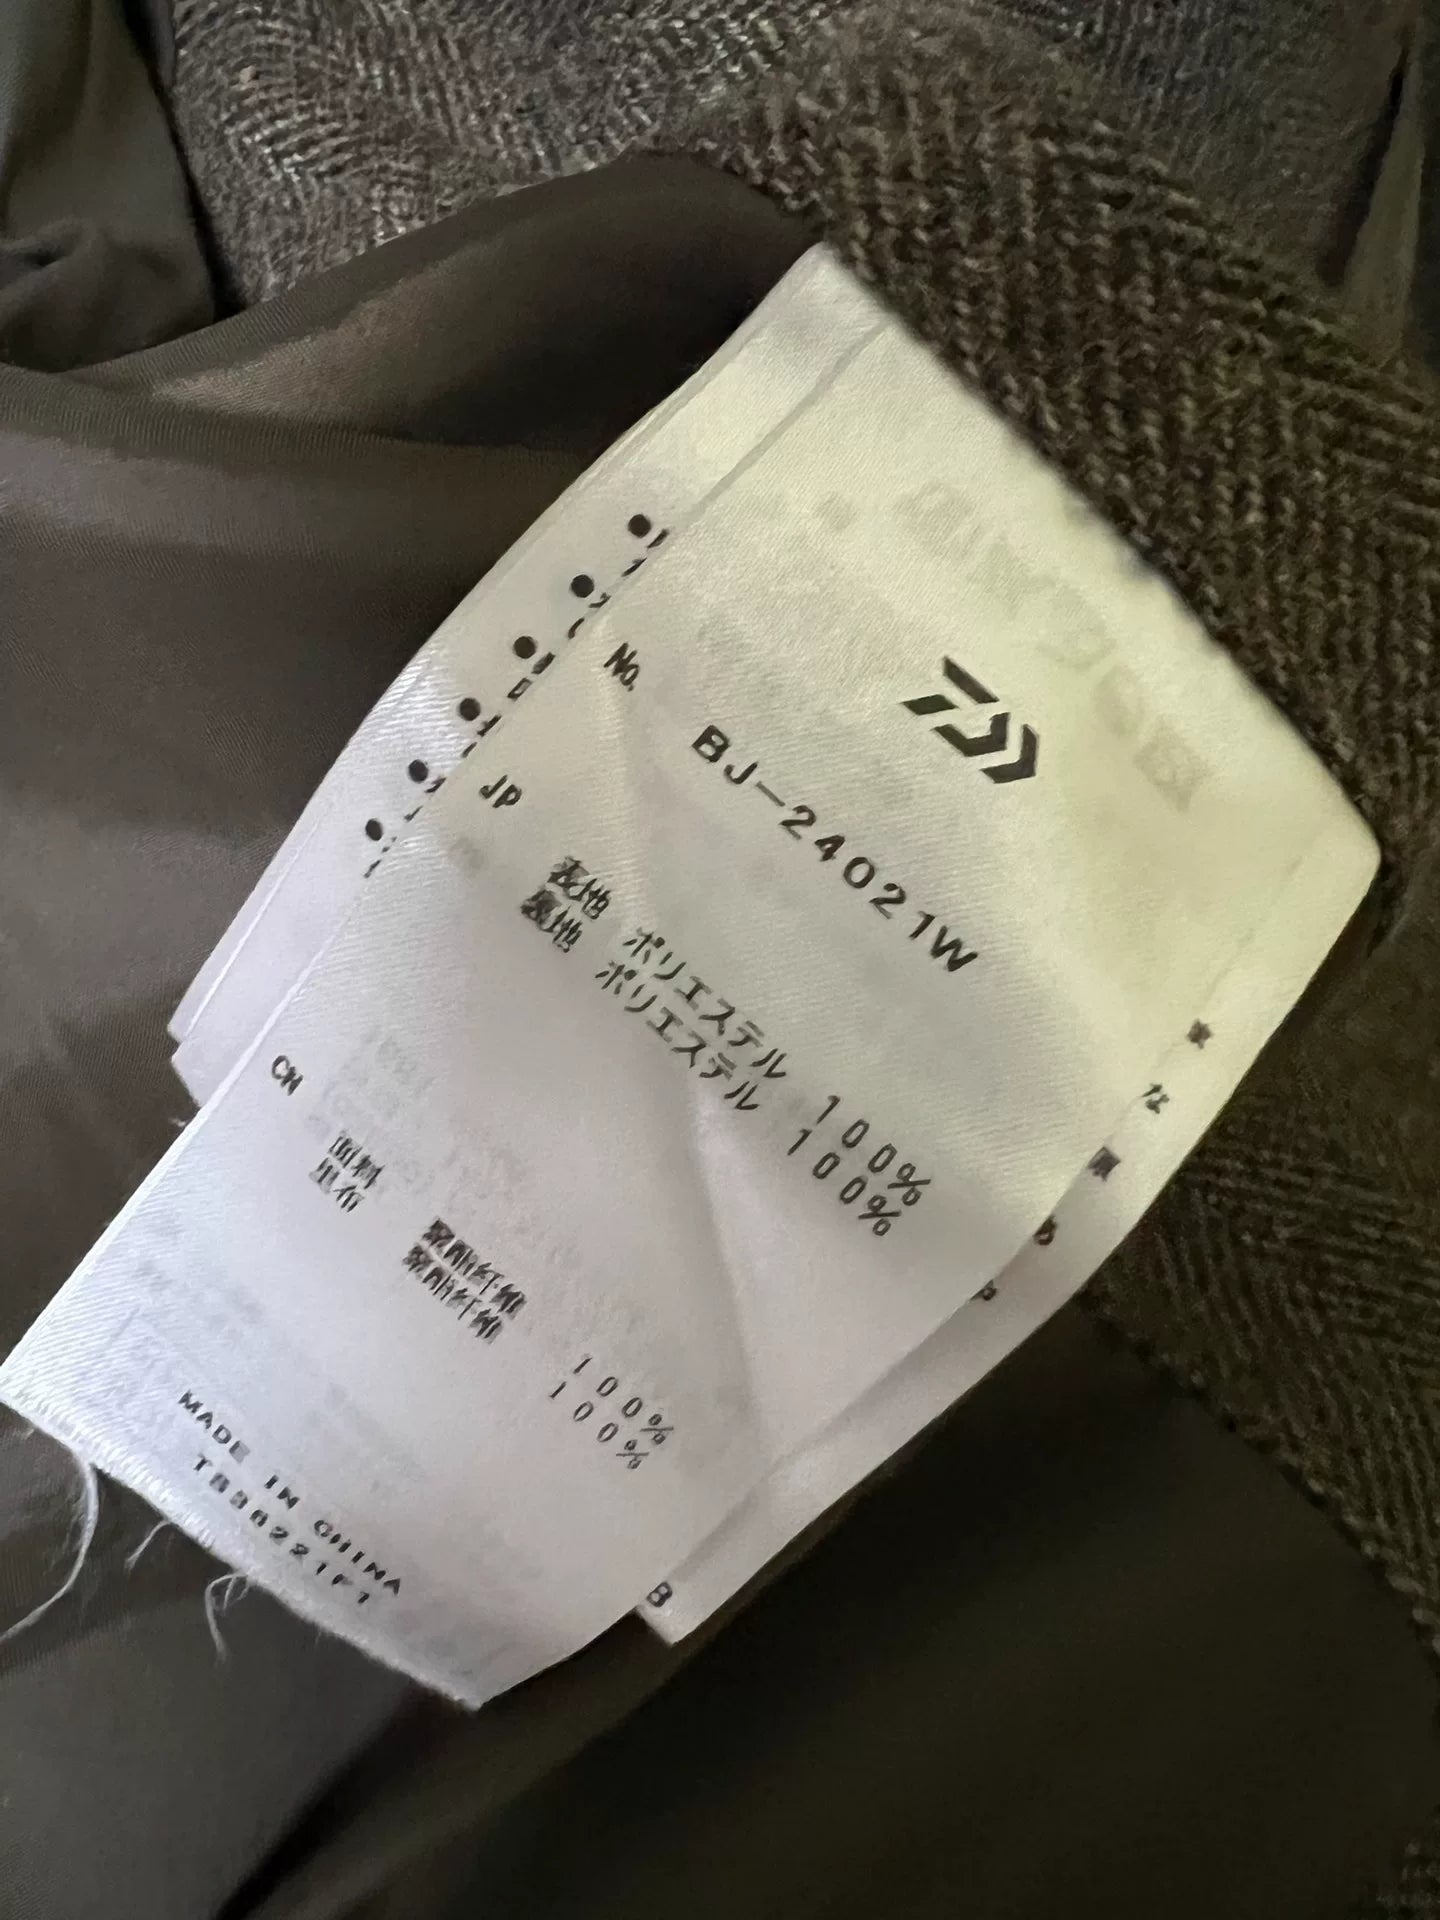 No. BJ-24021W
JP
表地 ポリエステル 100%
裏地 ポリエステル 100%
CN
面料 聚酯纤维 100%
里布 聚酯纤维 100%
MADE IN CHINA
な
B